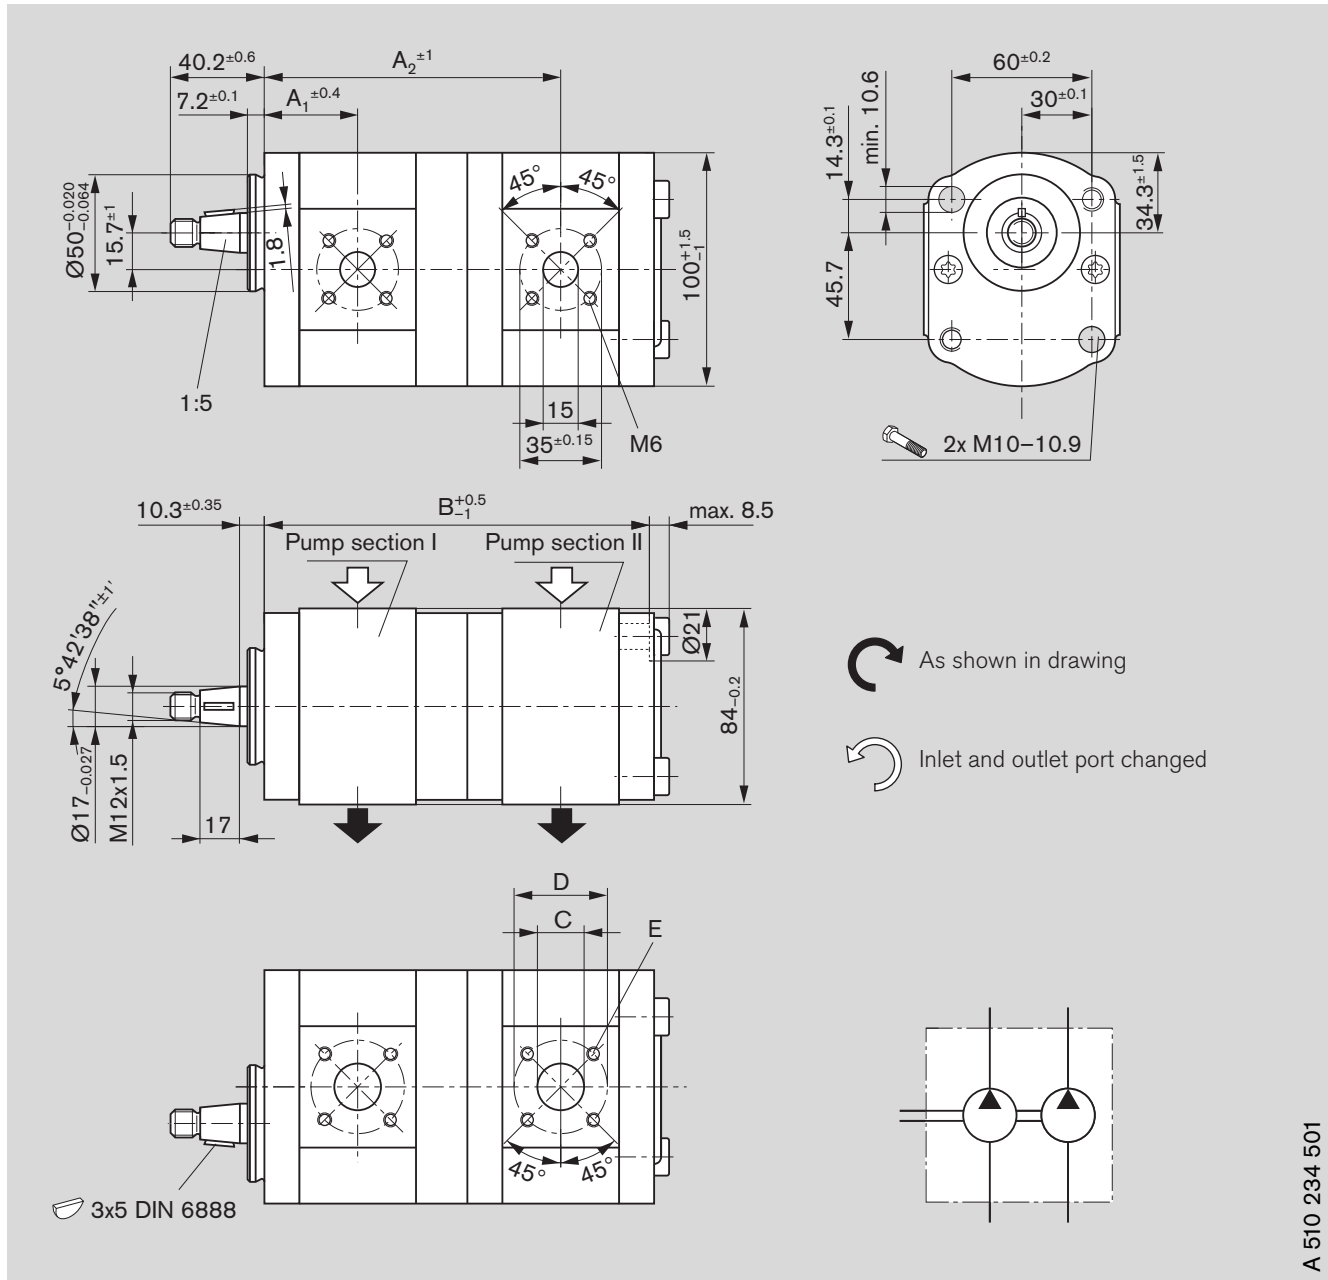 40.2±0.6
A₂±1
7.2±0.1
A₁±0.4
Ø50−0.020 −0.064
15.7±1
1.8
45°
45°
100+1.5 −1
1:5
15
35±0.15
M6
60±0.2
30±0.1
min. 10.6
14.3±0.1
34.3±1.5
45.7
2x M10–10.9
10.3±0.35
B+0.5 −1
max. 8.5
Pump section I
Pump section II
5°42'38"±1'
Ø17−0.027
M12x1.5
17
Ø21
84−0.2
As shown in drawing
Inlet and outlet port changed
D
C
E
45°
45°
3x5 DIN 6888
A 510 234 501